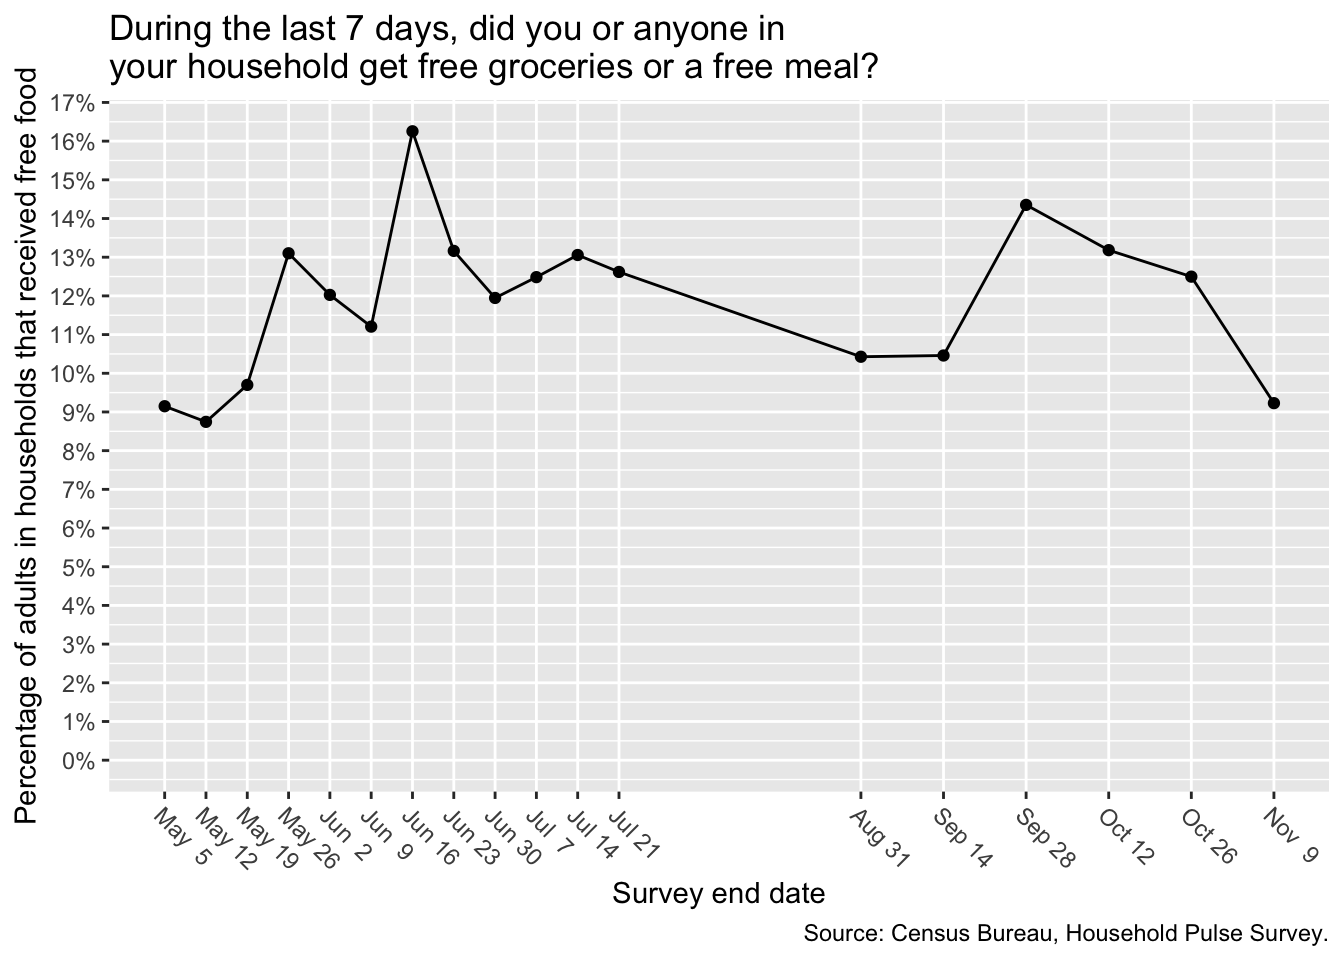 During the last 7 days, did you or anyone in
your household get free groceries or a free meal?
Percentage of adults in households that received free food
17%
16%
15%
14%
13%
12%
11%
10%
9%
8%
7%
6%
5%
4%
3%
2%
1%
0%
May 5
May 12
May 19
May 26
Jun 2
Jun 9
Jun 16
Jun 23
Jun 30
Jul 7
Jul 14
Jul 21
Aug 31
Sep 14
Sep 28
Oct 12
Oct 26
Nov 9
Survey end date
Source: Census Bureau, Household Pulse Survey.